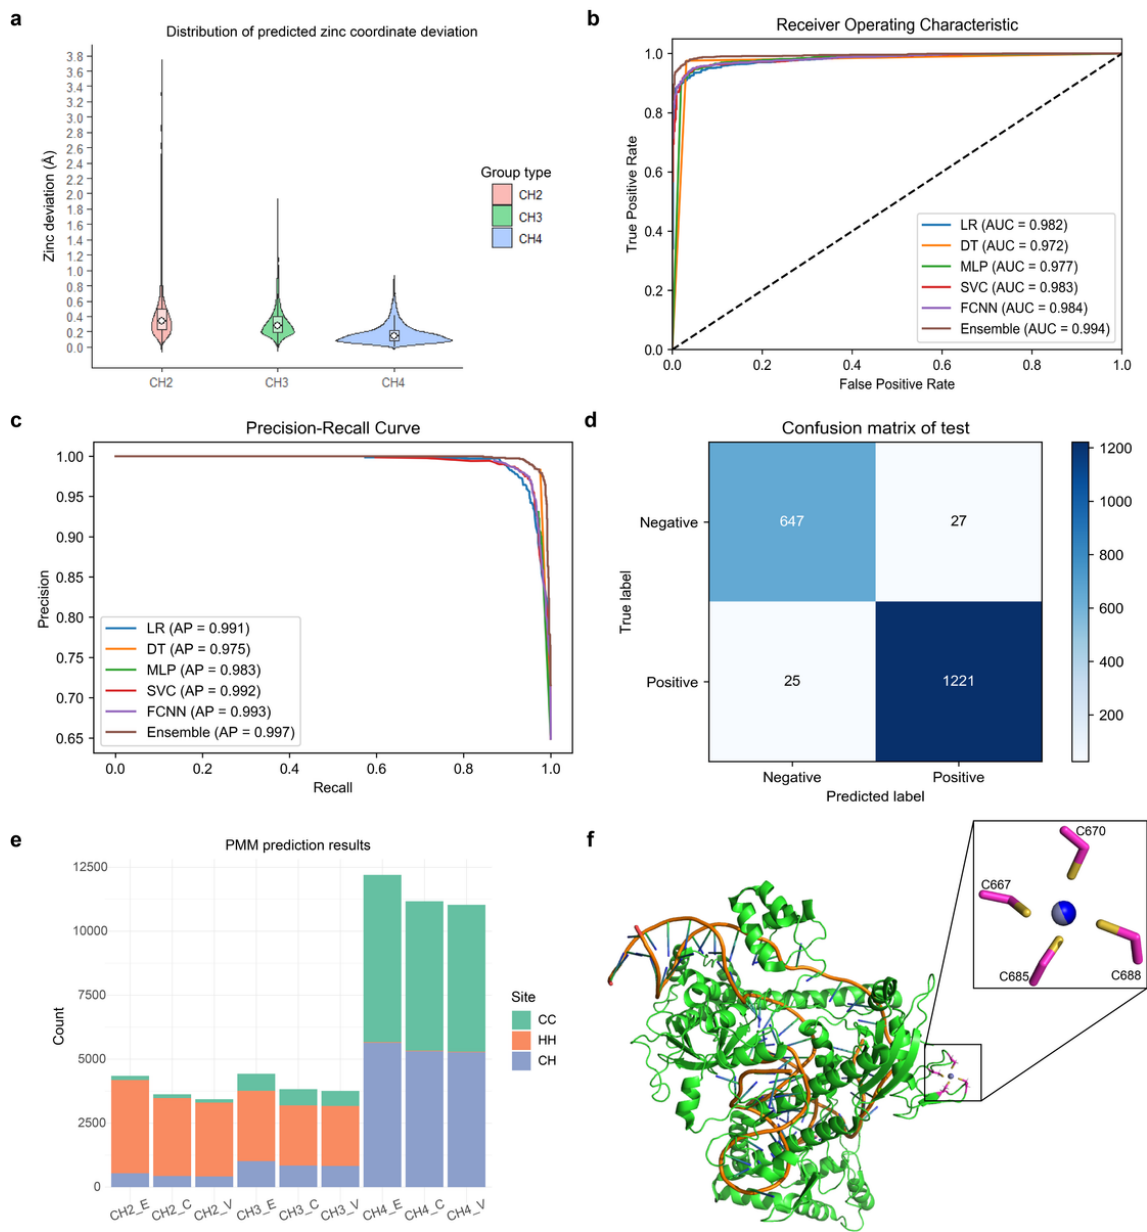 a
Distribution of predicted zinc coordinate deviation
Zinc deviation (Å)
3.8
3.6
3.4
3.2
3.0
2.8
2.6
2.4
2.2
2.0
1.8
1.6
1.4
1.2
1.0
0.8
0.6
0.4
0.2
0.0
CH2
CH3
CH4
Group type
CH2
CH3
CH4
b
Receiver Operating Characteristic
True Positive Rate
1.0
0.8
0.6
0.4
0.2
0.0
0.0
0.2
0.4
0.6
0.8
1.0
False Positive Rate
LR (AUC = 0.982)
DT (AUC = 0.972)
MLP (AUC = 0.977)
SVC (AUC = 0.983)
FCNN (AUC = 0.984)
Ensemble (AUC = 0.994)
c
Precision-Recall Curve
Precision
1.00
0.95
0.90
0.85
0.80
0.75
0.70
0.65
0.0
0.2
0.4
0.6
0.8
1.0
Recall
LR (AP = 0.991)
DT (AP = 0.975)
MLP (AP = 0.983)
SVC (AP = 0.992)
FCNN (AP = 0.993)
Ensemble (AP = 0.997)
d
Confusion matrix of test
True label
Negative
647
27
Positive
25
1221
Negative
Positive
Predicted label
1200
1000
800
600
400
200
e
PMM prediction results
Count
12500
10000
7500
5000
2500
0
CH2_E
CH2_C
CH2_V
CH3_E
CH3_C
CH3_V
CH4_E
CH4_C
CH4_V
Site
CC
HH
CH
f
C670
C667
C685
C688